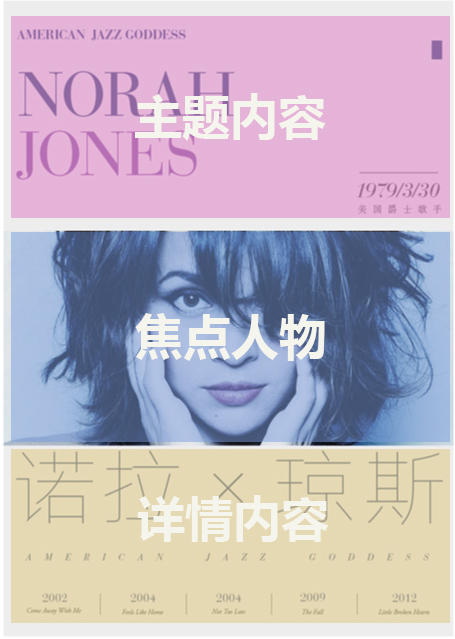 AMERICAN JAZZ GODDESS
NORAH
主题内容
JONES
1979/3/30
美国爵士歌手
焦点人物
诺拉×琼斯
详情内容
AMERICAN JAZZ GODDESS
2002 2004 2004 2009 2012
Come Away With Me Feels Like Home Not Too Late The Fall Little Broken Hearts